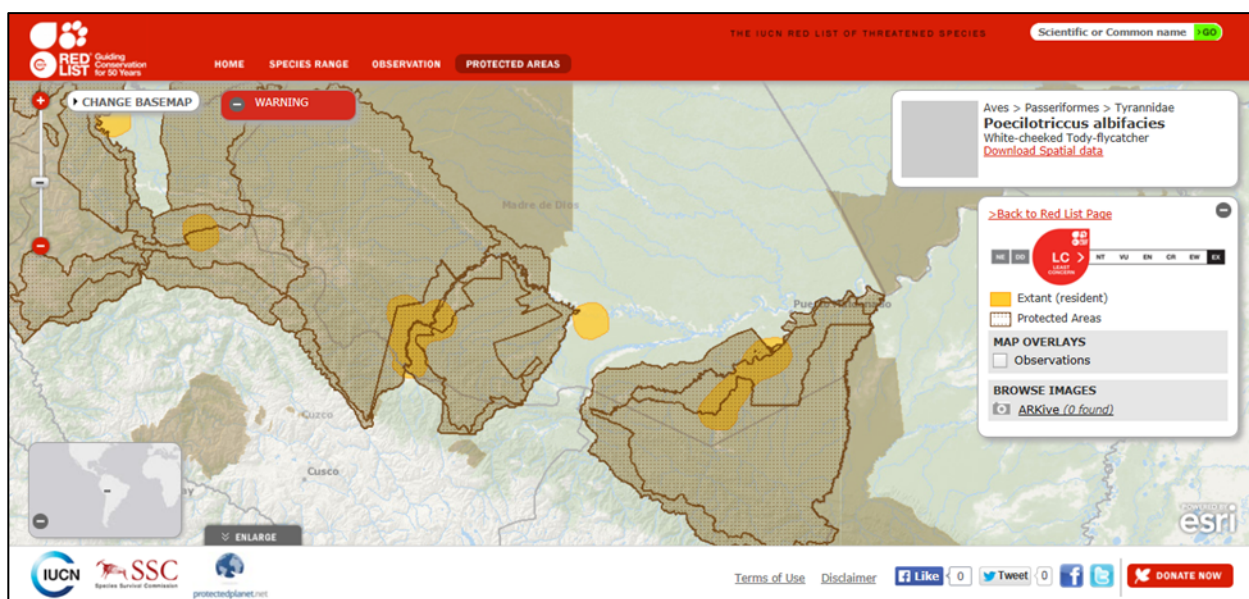 THE IUCN RED LIST OF THREATENED SPECIES
Scientific or Common name >GO
RED LIST
Guiding Conservation for 50 Years
HOME SPECIES RANGE OBSERVATION PROTECTED AREAS
CHANGE BASEMAP
WARNING
Aves > Passeriformes > Tyrannidae
Poecilotriccus albifacies
White-cheeked Tody-flycatcher
Download Spatial data
Madre de Dios
>Back to Red List Page
NE DD LC > NT VU EN CR EW EX
LEAST CONCERN
Extant (resident)
Protected Areas
MAP OVERLAYS
Observations
BROWSE IMAGES
ARKive (0 found)
Cuzco
Cusco
POWERED BY
esri
ENLARGE
IUCN
SSC
Species Survival Commission
protectedplanet.net
Terms of Use Disclaimer Like 0 Tweet 0 DONATE NOW